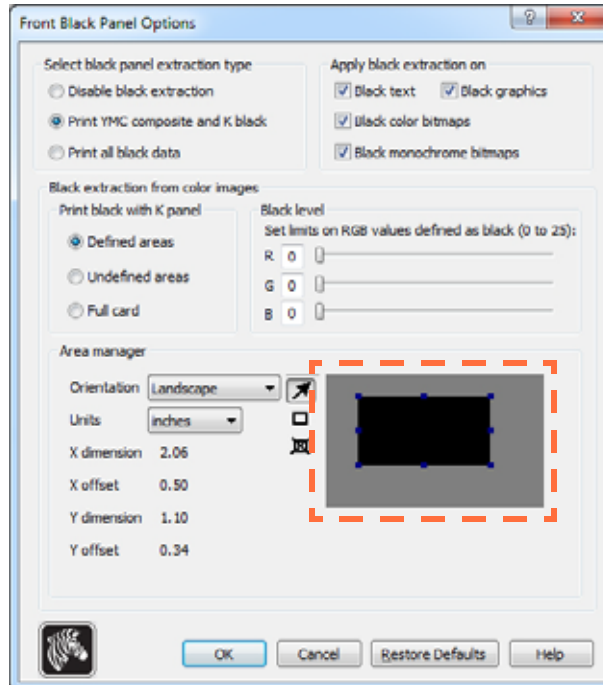 Front Black Panel Options
Select black panel extraction type
Disable black extraction
Print YMC composite and K black
Print all black data
Apply black extraction on
Black text Black graphics
Black color bitmaps
Black monochrome bitmaps
Black extraction from color images
Print black with K panel
Defined areas
Undefined areas
Full card
Black level
Set limits on RGB values defined as black (0 to 25):
R 0
G 0
B 0
Area manager
Orientation Landscape
Units inches
X dimension 2.06
X offset 0.50
Y dimension 1.10
Y offset 0.34
OK Cancel Restore Defaults Help